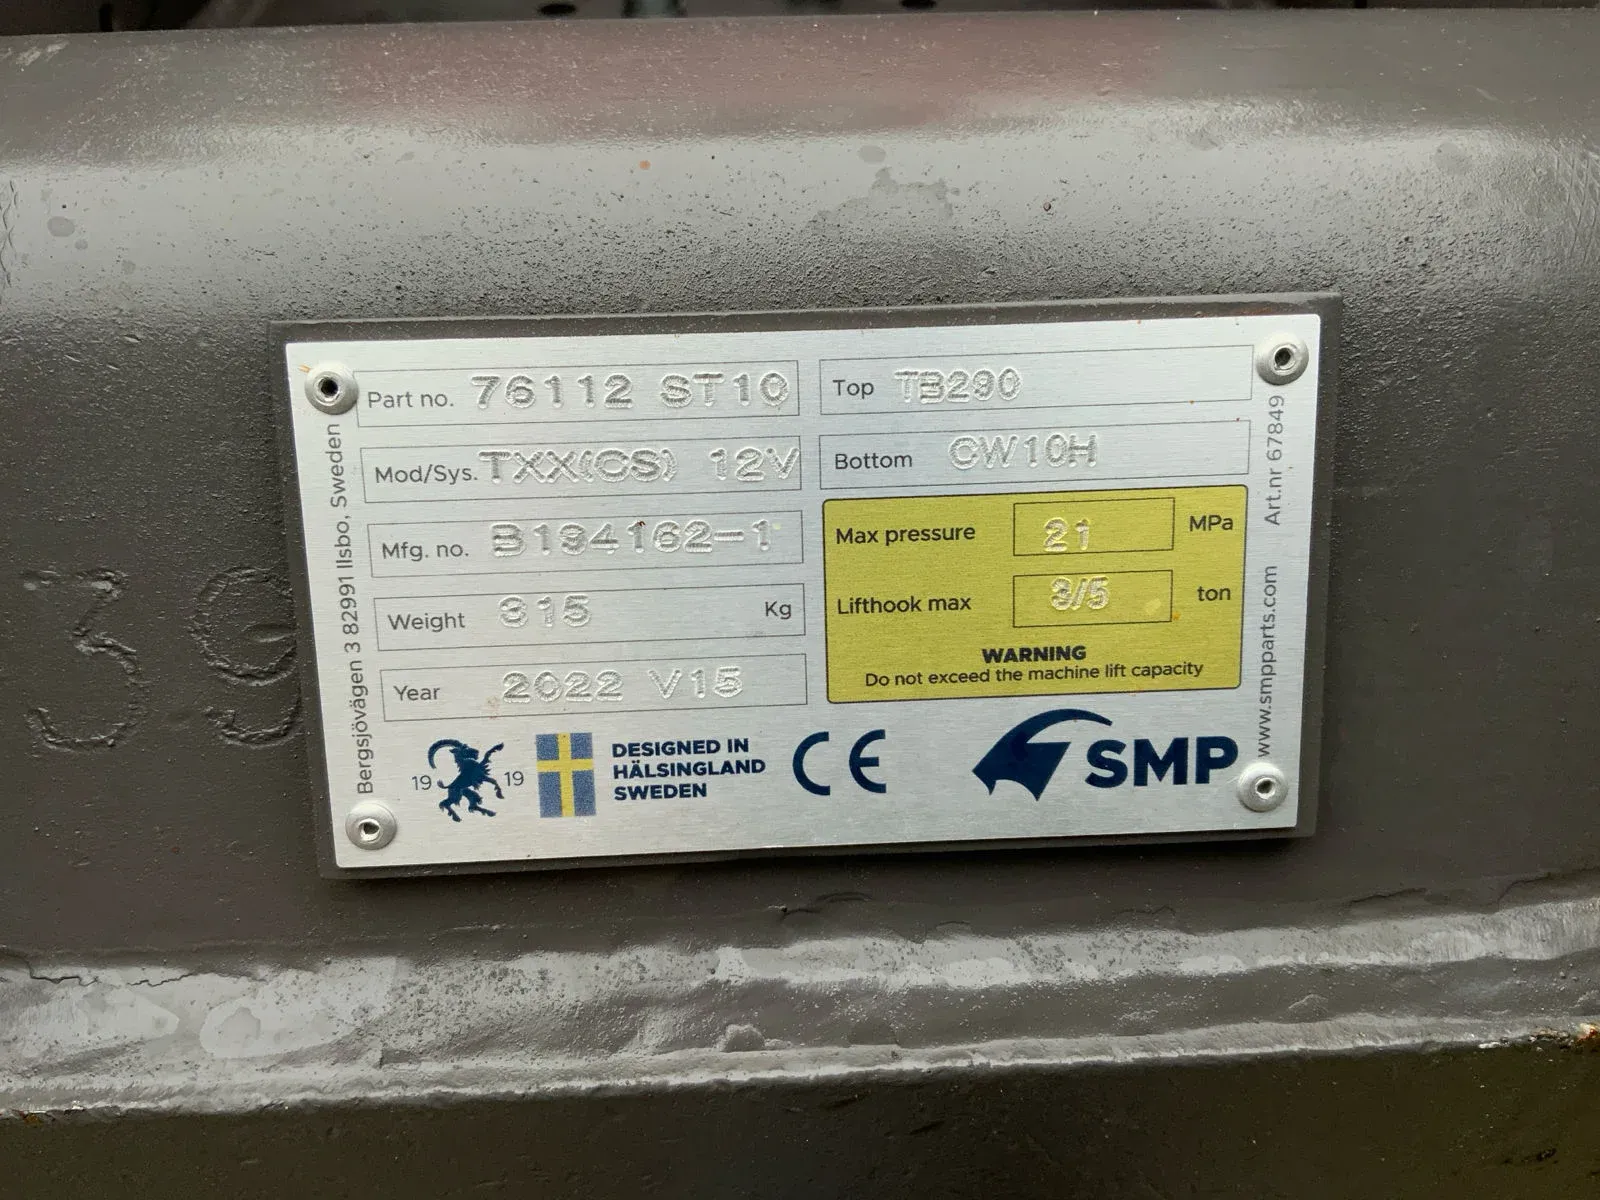 Part no. 76112 ST10
Mod/Sys. TXX(CS) 12V
Mfg. no. B194162-1
Weight 315 Kg
Year 2022 V15
Top TB290
Bottom CW10H
Max pressure 21 MPa
Lifthook max 3/5 ton
WARNING
Do not exceed the machine lift capacity
1919
DESIGNED IN
HÄLSINGLAND
SWEDEN
CE
SMP
Bergsjövägen 3 82991 Ilsbo, Sweden
www.smpparts.com Art.nr 67849
39